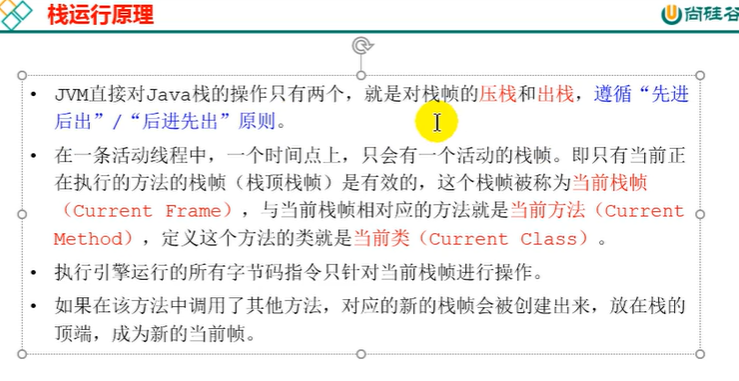 栈运行原理
尚硅谷
• JVM直接对Java栈的操作只有两个，就是对栈帧的压栈和出栈，遵循“先进
后出”/“后进先出”原则。
• 在一条活动线程中，一个时间点上，只会有一个活动的栈帧。即只有当前正
在执行的方法的栈帧（栈顶栈帧）是有效的，这个栈帧被称为当前栈帧
（Current Frame），与当前栈帧相对应的方法就是当前方法（Current
Method），定义这个方法的类就是当前类（Current Class）。
• 执行引擎运行的所有字节码指令只针对当前栈帧进行操作。
• 如果在该方法中调用了其他方法，对应的新的栈帧会被创建出来，放在栈的
顶端，成为新的当前帧。